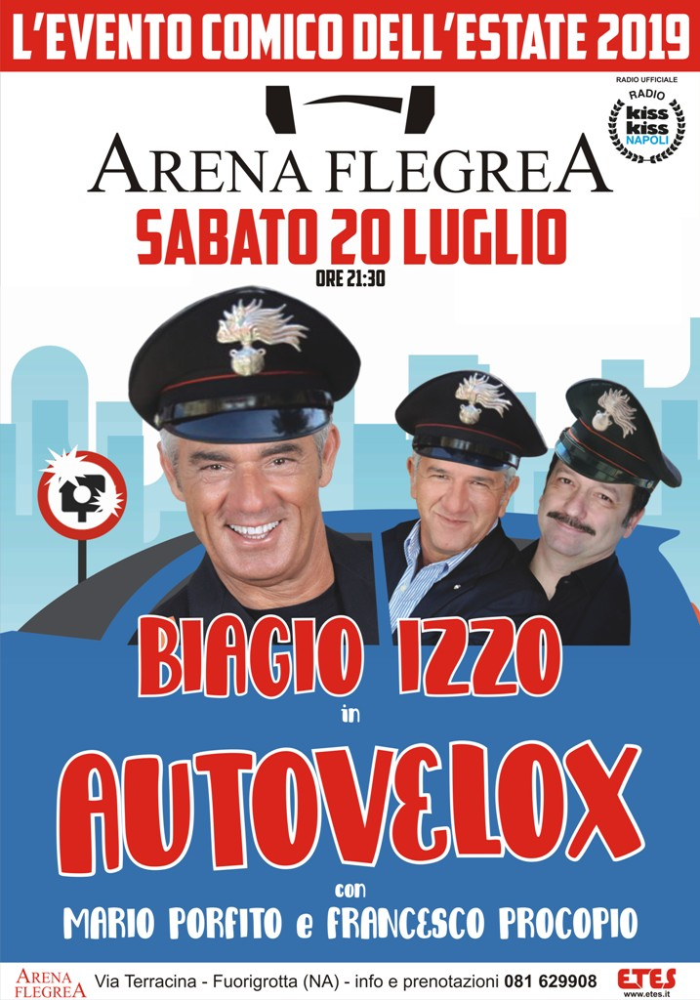 L'EVENTO COMICO DELL'ESTATE 2019
RADIO UFFICIALE
RADIO
kiss
kiss
NAPOLI
ARENA FLEGREA
SABATO 20 LUGLIO
ORE 21:30
BIAGIO IZZO
in
AUTOVELOX
con
MARIO PORFITO e FRANCESCO PROCOPIO
ARENA
FLEGREA
Via Terracina - Fuorigrotta (NA) - info e prenotazioni 081 629908
ETES
www.etes.it